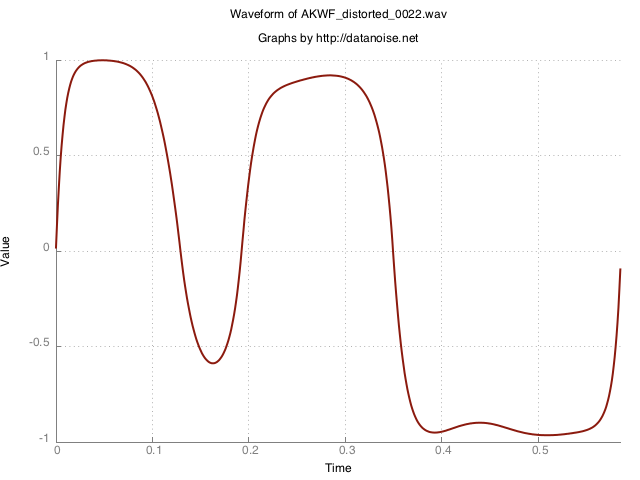 Waveform of AKWF_distorted_0022.wav
Graphs by http://datanoise.net
1
0.5
0
-0.5
-1
Value
0 0.1 0.2 0.3 0.4 0.5
Time